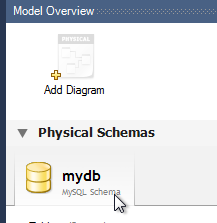 Model Overview
PHYSICAL
Add Diagram
Physical Schemas
mydb
MySQL Schema